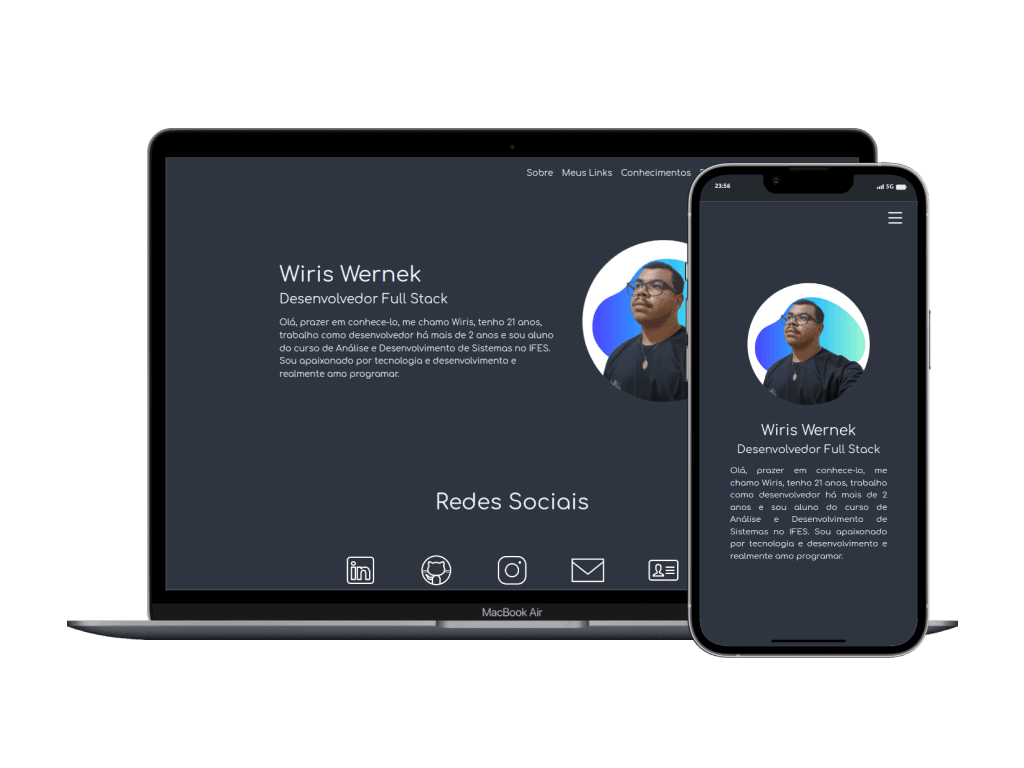 Sobre Meus Links Conhecimentos
Wiris Wernek
Desenvolvedor Full Stack
Olá, prazer em conhece-lo, me chamo Wiris, tenho 21 anos,
trabalho como desenvolvedor há mais de 2 anos e sou aluno
do curso de Análise e Desenvolvimento de Sistemas no IFES.
Sou apaixonado por tecnologia e desenvolvimento e
realmente amo programar.
Redes Sociais
in
MacBook Air
23:56
5G
Wiris Wernek
Desenvolvedor Full Stack
Olá, prazer em conhece-lo, me
chamo Wiris, tenho 21 anos, trabalho
como desenvolvedor há mais de 2
anos e sou aluno do curso de
Análise e Desenvolvimento de
Sistemas no IFES. Sou apaixonado
por tecnologia e desenvolvimento e
realmente amo programar.